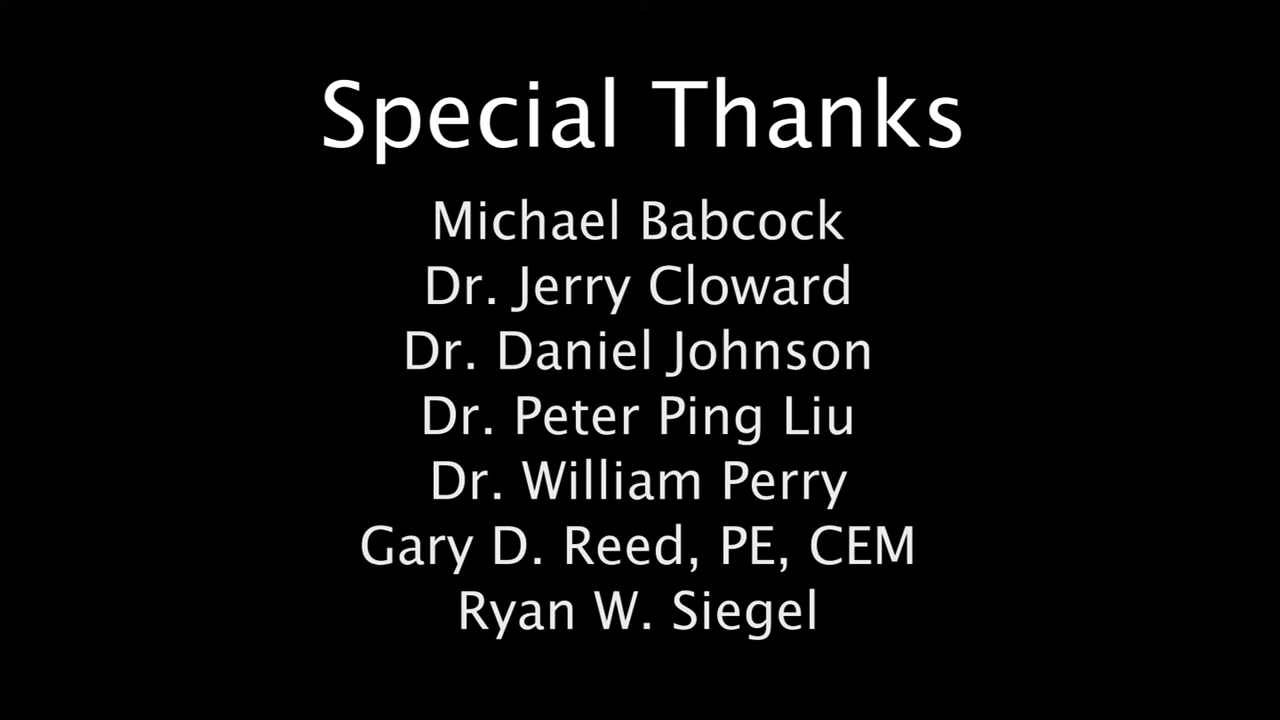 Special Thanks
Michael Babcock
Dr. Jerry Cloward
Dr. Daniel Johnson
Dr. Peter Ping Liu
Dr. William Perry
Gary D. Reed, PE, CEM
Ryan W. Siegel